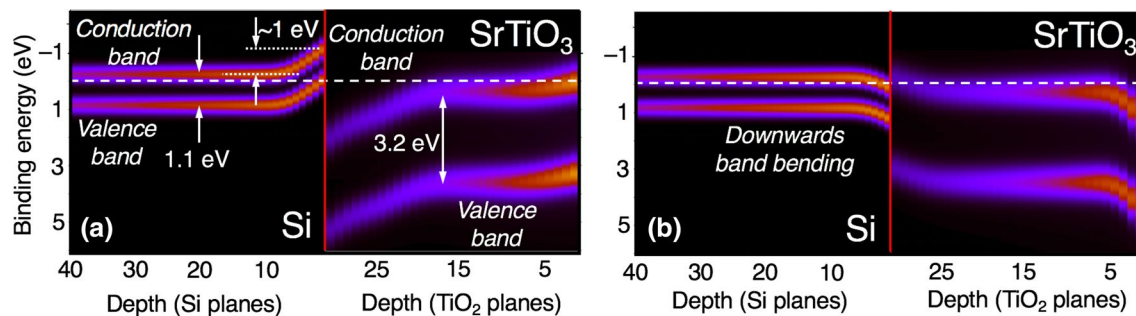 Binding energy (eV)
−1
1
3
5
Conduction
band
~1 eV
Conduction
band
SrTiO3
Valence
band
1.1 eV
3.2 eV
Valence
band
(a)
Si
40
30
20
10
25
15
5
Depth (Si planes)
Depth (TiO2 planes)
−1
1
3
5
SrTiO3
Downwards
band bending
(b)
Si
40
30
20
10
25
15
5
Depth (Si planes)
Depth (TiO2 planes)